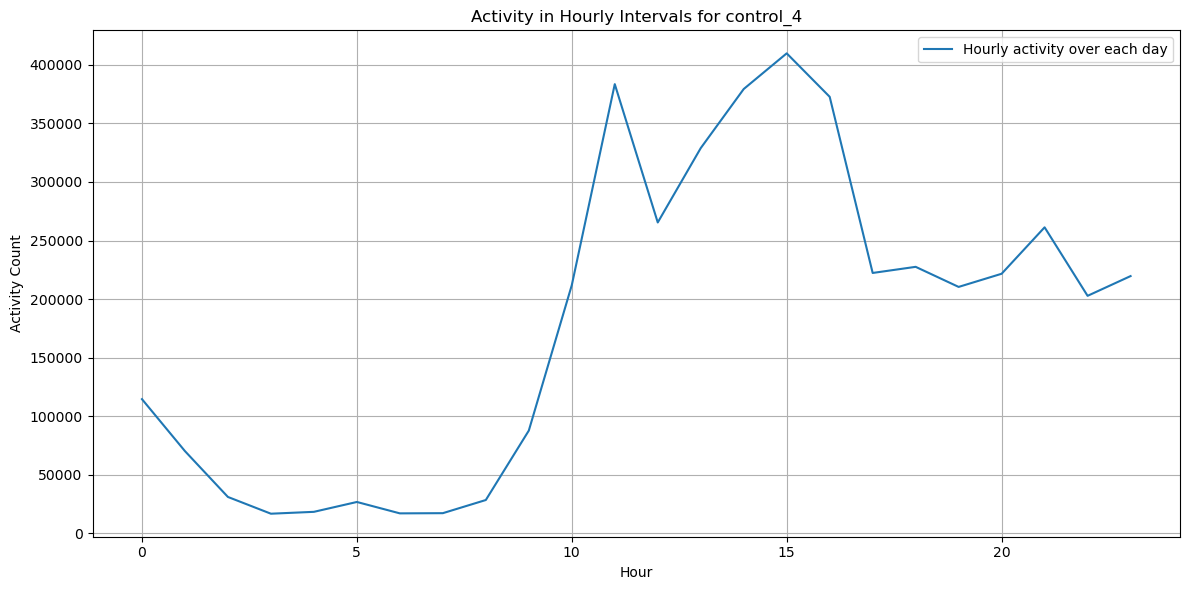 Activity in Hourly Intervals for control_4
Hourly activity over each day
Activity Count
400000
350000
300000
250000
200000
150000
100000
50000
0
0 5 10 15 20
Hour